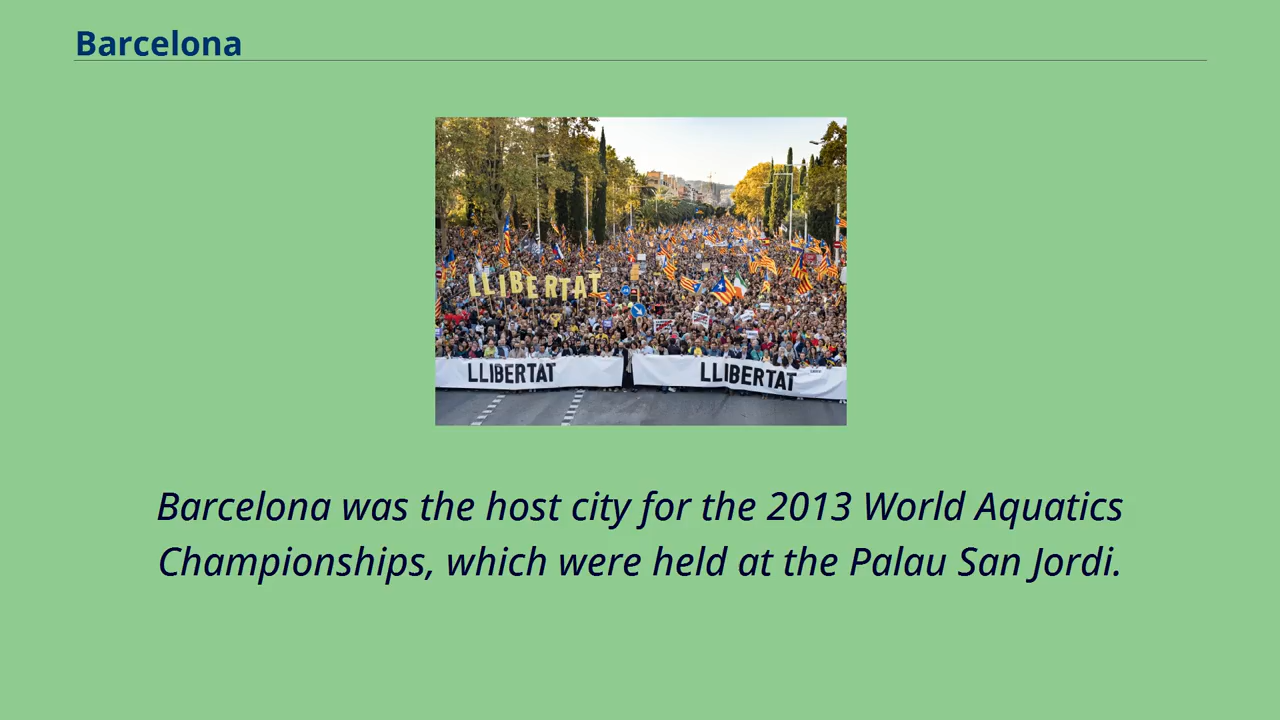 Barcelona
LLIBERTAT
LLIBERTAT
LLIBERTAT
Barcelona was the host city for the 2013 World Aquatics
Championships, which were held at the Palau San Jordi.